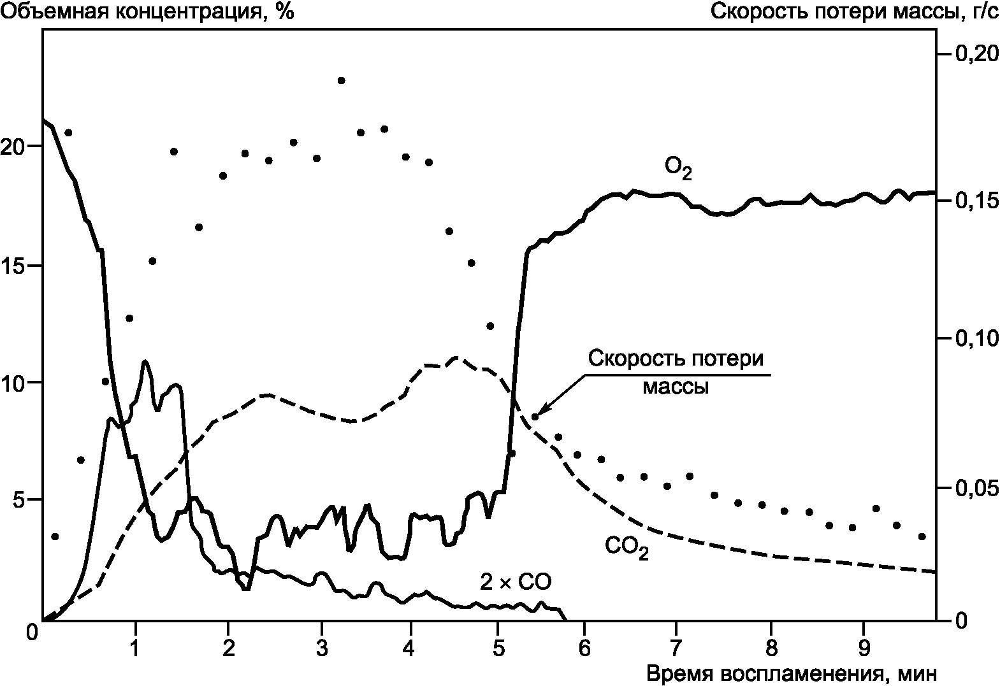 Объемная концентрация, %
Скорость потери массы, г/с
0,20
20
O2
0,15
15
0,10
Скорость потери
массы
10
0,05
5
CO2
2 × CO
0
0
1
2
3
4
5
6
7
8
9
Время воспламенения, мин